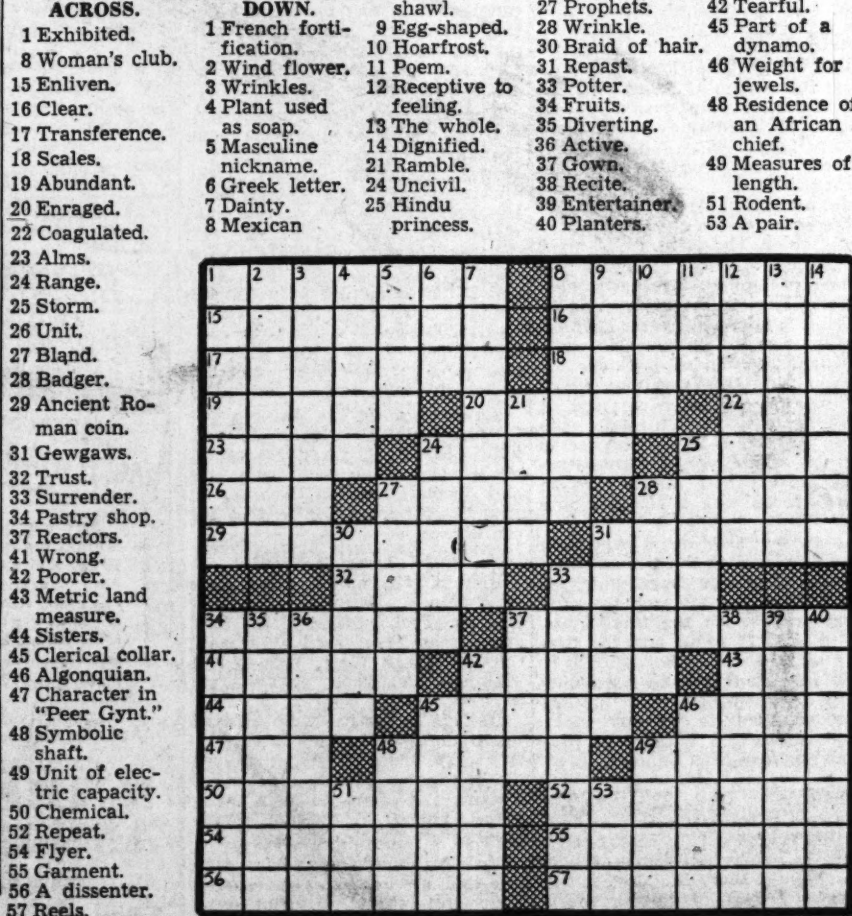 ACROSS.
1 Exhibited.
8 Woman's club.
15 Enliven.
16 Clear.
17 Transference.
18 Scales.
19 Abundant.
20 Enraged.
22 Coagulated.
23 Alms.
24 Range.
25 Storm.
26 Unit.
27 Bland.
28 Badger.
29 Ancient Ro-
man coin.
31 Gewgaws.
32 Trust.
33 Surrender.
34 Pastry shop.
37 Reactors.
41 Wrong.
42 Poorer.
43 Metric land
measure.
44 Sisters.
45 Clerical collar.
46 Algonquian.
47 Character in
"Peer Gynt."
48 Symbolic
shaft.
49 Unit of elec-
tric capacity.
50 Chemical.
52 Repeat.
54 Flyer.
55 Garment.
56 A dissenter.
57 Reels.
DOWN.
1 French forti-
fication.
2 Wind flower.
3 Wrinkles.
4 Plant used
as soap.
5 Masculine
nickname.
6 Greek letter.
7 Dainty.
8 Mexican
shawl.
9 Egg-shaped.
10 Hoarfrost.
11 Poem.
12 Receptive to
feeling.
13 The whole.
14 Dignified.
21 Ramble.
24 Uncivil.
25 Hindu
princess.
27 Prophets.
28 Wrinkle.
30 Braid of hair.
31 Repast.
33 Potter.
34 Fruits.
35 Diverting.
36 Active.
37 Gown.
38 Recite.
39 Entertainer.
40 Planters.
42 Tearful.
45 Part of a
dynamo.
46 Weight for
jewels.
48 Residence of
an African
chief.
49 Measures of
length.
51 Rodent.
53 A pair.
1 2 3 4 5 6 7 8 9 10 11 12 13 14
15 16
17 18
19 20 21 22
23 24 25
26 27 28
29 30 31
32 33
34 35 36 37 38 39 40
41 42 43
44 45 46
47 48 49
50 51 52 53
54 55
56 57